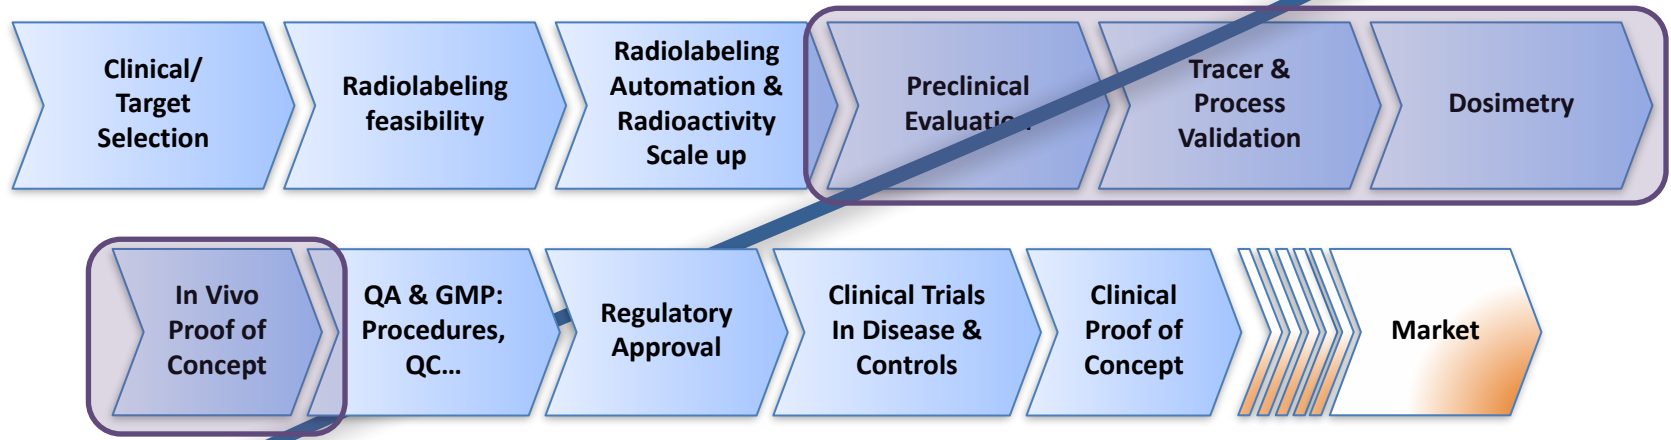 Clinical/
Target
Selection
Radiolabeling
feasibility
Radiolabeling
Automation &
Radioactivity
Scale up
Preclinical
Evaluation
Tracer &
Process
Validation
Dosimetry
In Vivo
Proof of
Concept
QA & GMP:
Procedures,
QC...
Regulatory
Approval
Clinical Trials
In Disease &
Controls
Clinical
Proof of
Concept
Market